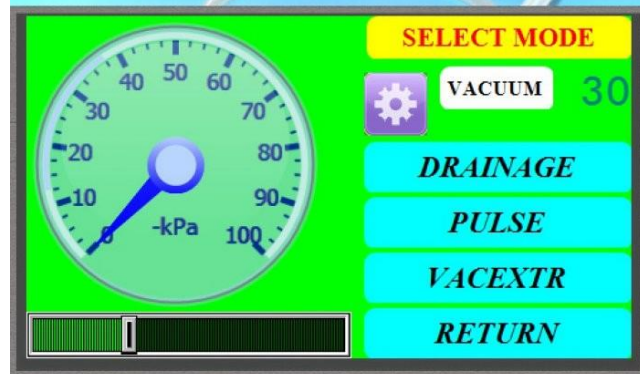 SELECT MODE
VACUUM 30
DRAINAGE
PULSE
VACEXTR
RETURN
0
10
20
30
40
50
60
70
80
90
100
-kPa